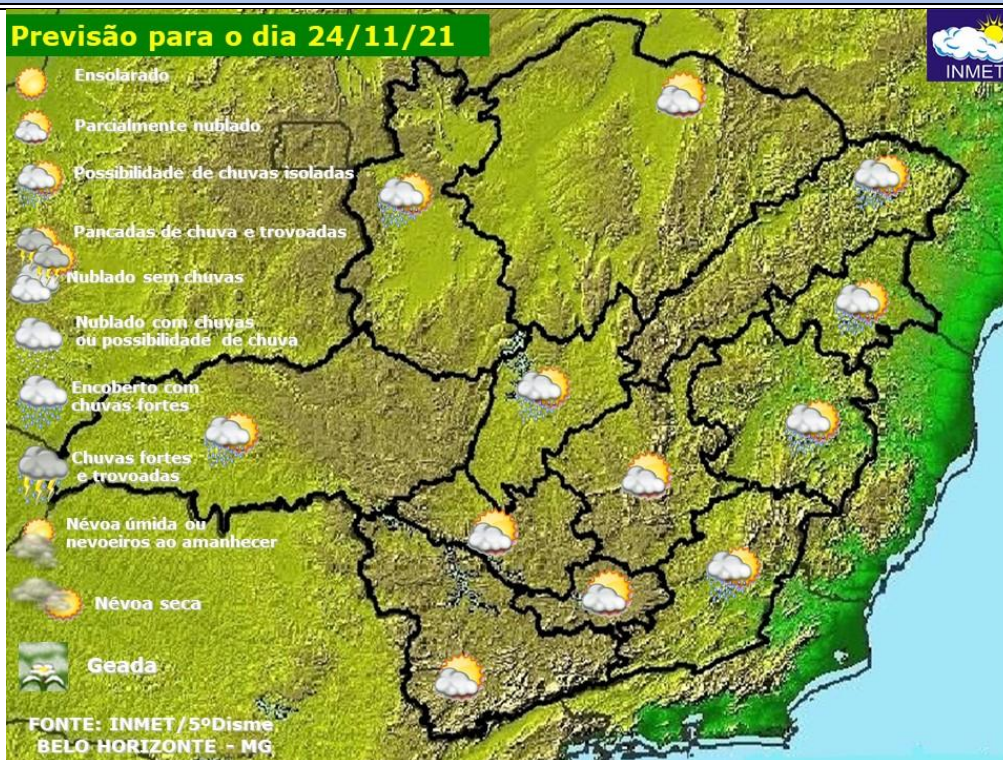 Previsão para o dia 24/11/21
INMET
Ensolarado
Parcialmente nublado
Possibilidade de chuvas isoladas
Pancadas de chuva e trovoadas
Nublado sem chuvas
Nublado com chuvas
ou possibilidade de chuva
Encoberto com
chuvas fortes
Chuvas fortes
e trovoadas
Névoa úmida ou
nevoeiros ao amanhecer
Névoa seca
Geada
FONTE: INMET/5ºDisme
BELO HORIZONTE - MG